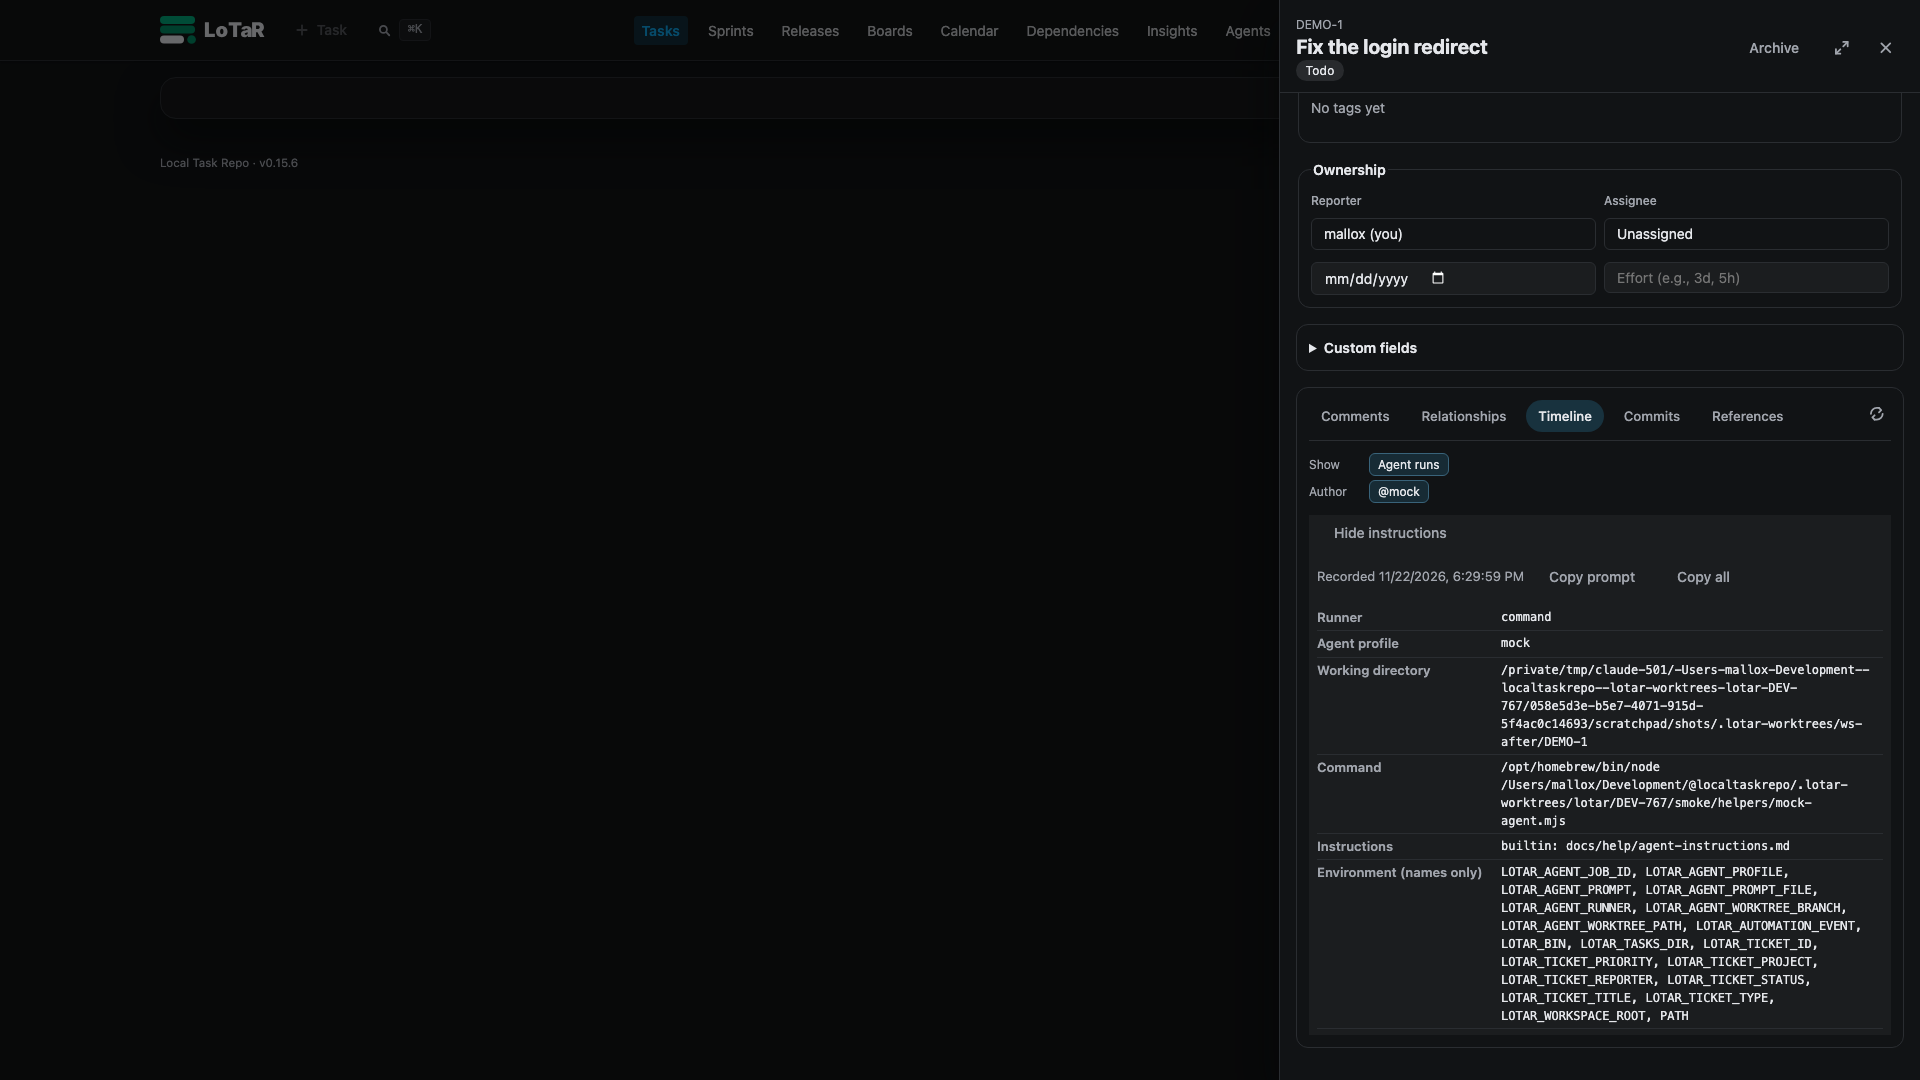 LoTaR
+ Task
⌘K
Tasks
Sprints
Releases
Boards
Calendar
Dependencies
Insights
Agents
Local Task Repo · v0.15.6
DEMO-1
Fix the login redirect
Todo
Archive
No tags yet
Ownership
Reporter
Assignee
mallox (you)
Unassigned
mm/dd/yyyy
Effort (e.g., 3d, 5h)
Custom fields
Comments
Relationships
Timeline
Commits
References
Show
Agent runs
Author
@mock
Hide instructions
Recorded 11/22/2026, 6:29:59 PM
Copy prompt
Copy all
Runner
command
Agent profile
mock
Working directory
/private/tmp/claude-501/-Users-mallox-Development--
localtaskrepo--lotar-worktrees-lotar-DEV-
767/058e5d3e-b5e7-4071-915d-
5f4ac0c14693/scratchpad/shots/.lotar-worktrees/ws-
after/DEMO-1
Command
/opt/homebrew/bin/node
/Users/mallox/Development/@localtaskrepo/.lotar-
worktrees/lotar/DEV-767/smoke/helpers/mock-
agent.mjs
Instructions
builtin: docs/help/agent-instructions.md
Environment (names only)
LOTAR_AGENT_JOB_ID, LOTAR_AGENT_PROFILE,
LOTAR_AGENT_PROMPT, LOTAR_AGENT_PROMPT_FILE,
LOTAR_AGENT_RUNNER, LOTAR_AGENT_WORKTREE_BRANCH,
LOTAR_AGENT_WORKTREE_PATH, LOTAR_AUTOMATION_EVENT,
LOTAR_BIN, LOTAR_TASKS_DIR, LOTAR_TICKET_ID,
LOTAR_TICKET_PRIORITY, LOTAR_TICKET_PROJECT,
LOTAR_TICKET_REPORTER, LOTAR_TICKET_STATUS,
LOTAR_TICKET_TITLE, LOTAR_TICKET_TYPE,
LOTAR_WORKSPACE_ROOT, PATH